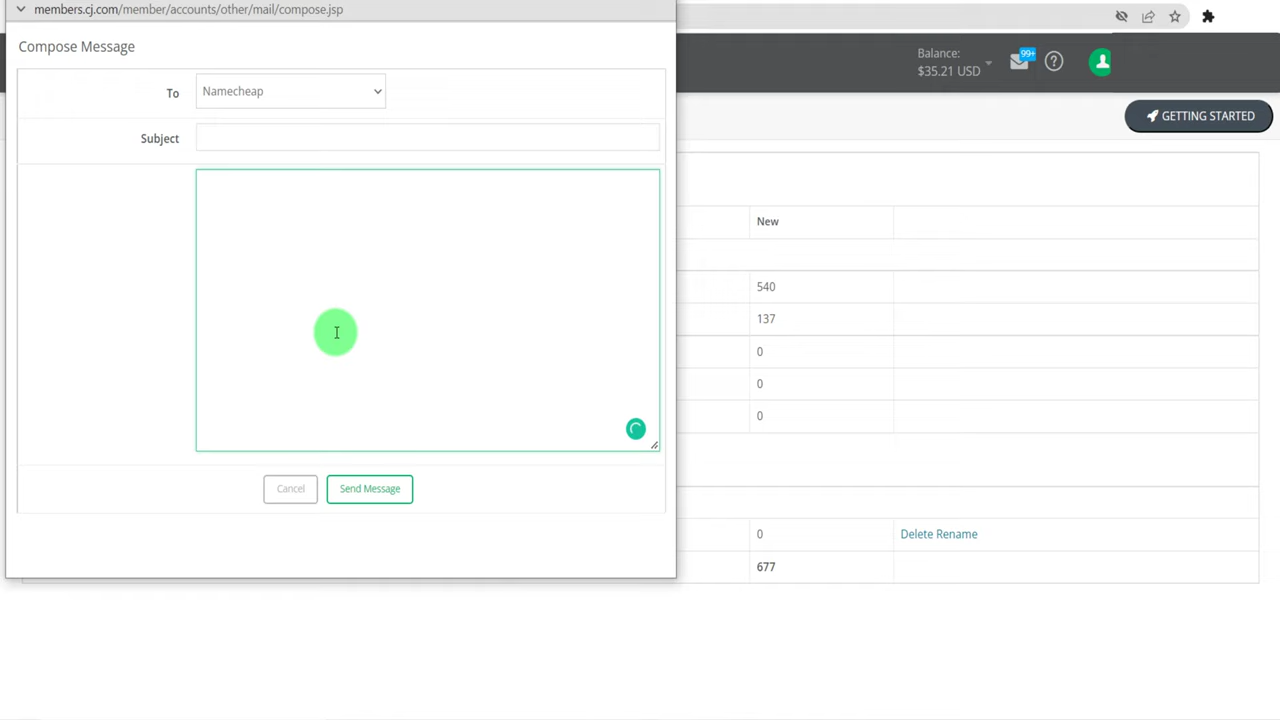 members.cj.com/member/accounts/other/mail/compose.jsp
Compose Message
Balance:
$35.21 USD
99+
GETTING STARTED
To
Namecheap
Subject
New
540
137
0
0
0
Cancel
Send Message
0
Delete Rename
677